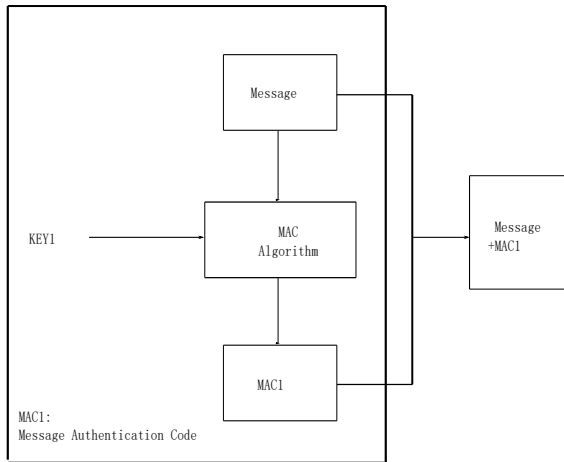 Message
KEY1
MAC
Algorithm
Message
+MAC1
MAC1
MAC1:
Message Authentication Code